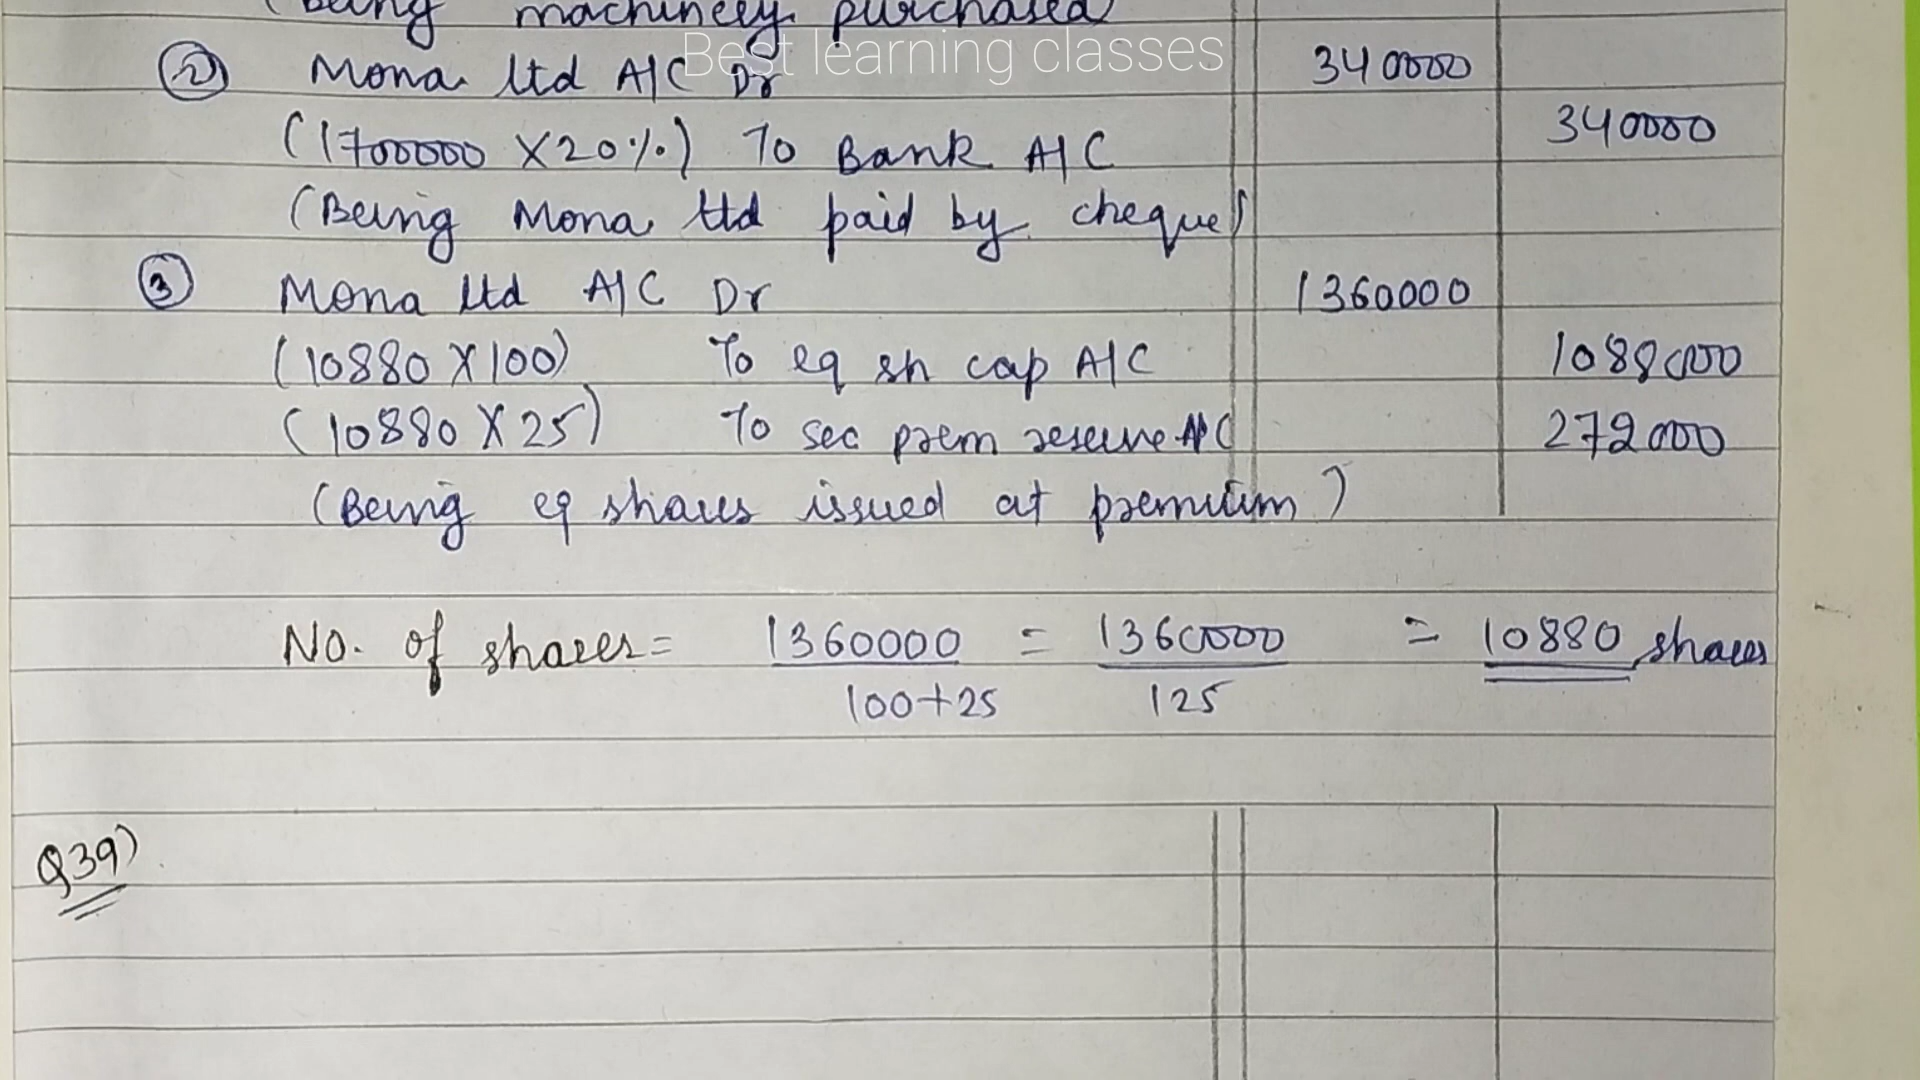 (Being machinery purchased)
Best learning classes
② Mona ltd A/C Dr 340000
(1700000 X 20%) To Bank A/C 340000
(Being Mona ltd paid by cheque)
③ Mona ltd A/C Dr 1360000
(10880 X 100) To eq sh cap A/C 1088000
(10880 X 25) To sec prem reserve A/C 272000
(Being eq shares issued at premium)
No. of shares = 1360000 = 1360000 = 10880 shares
100+25 125
Q39)